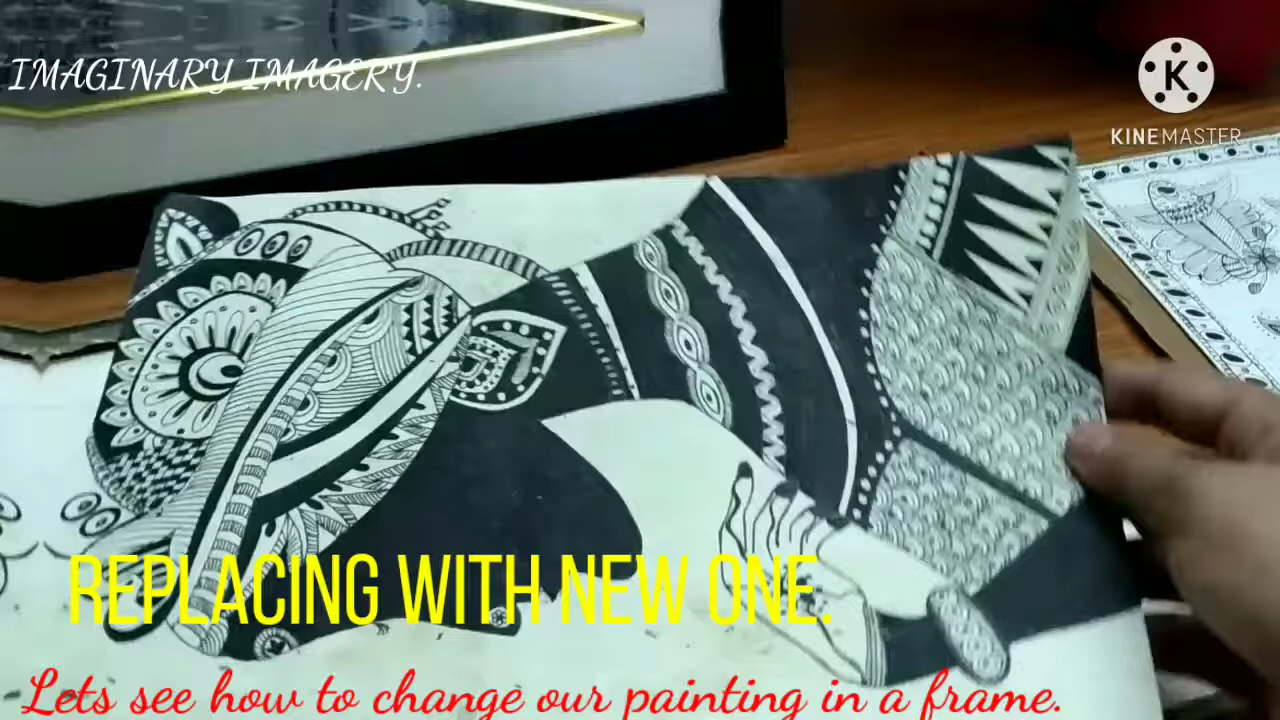 IMAGINARY IMAGERY.
K
KINEMASTER
REPLACING WITH NEW ONE.
Lets see how to change our painting in a frame.